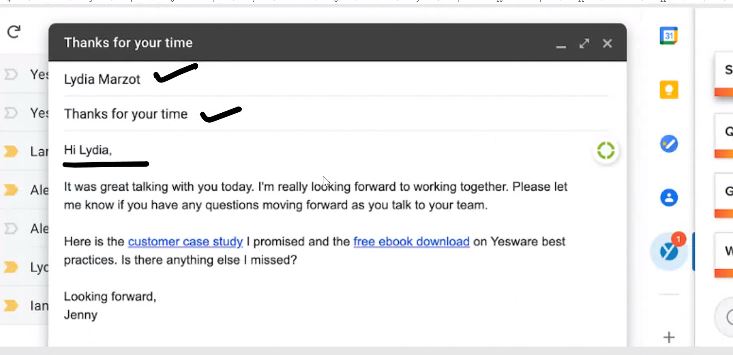 Thanks for your time
Lydia Marzot
Thanks for your time
Hi Lydia,
It was great talking with you today. I'm really looking forward to working together. Please let
me know if you have any questions moving forward as you talk to your team.
Here is the customer case study I promised and the free ebook download on Yesware best
practices. Is there anything else I missed?
Looking forward,
Jenny
Yes
Yes
Lar
Ale
Ale
Lyd
Ian
31
1
S
Q
G
W